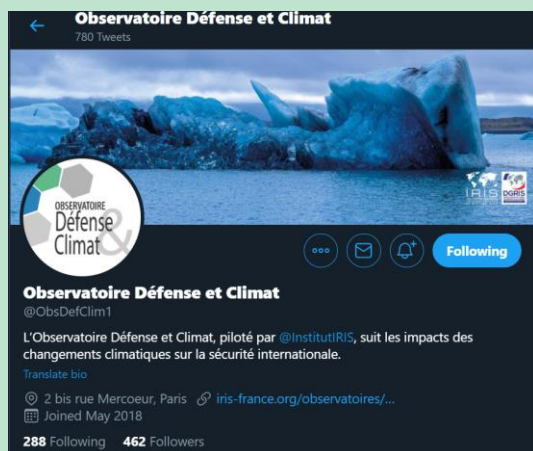 Observatoire Défense et Climat
780 Tweets
IRIS
DGRIS
OBSERVATOIRE
Défense
& Climat
Following
Observatoire Défense et Climat
@ObsDefClim1
L'Observatoire Défense et Climat, piloté par @InstitutIRIS, suit les impacts des
changements climatiques sur la sécurité internationale.
Translate bio
2 bis rue Mercoeur, Paris iris-france.org/observatoires/...
Joined May 2018
288 Following 462 Followers